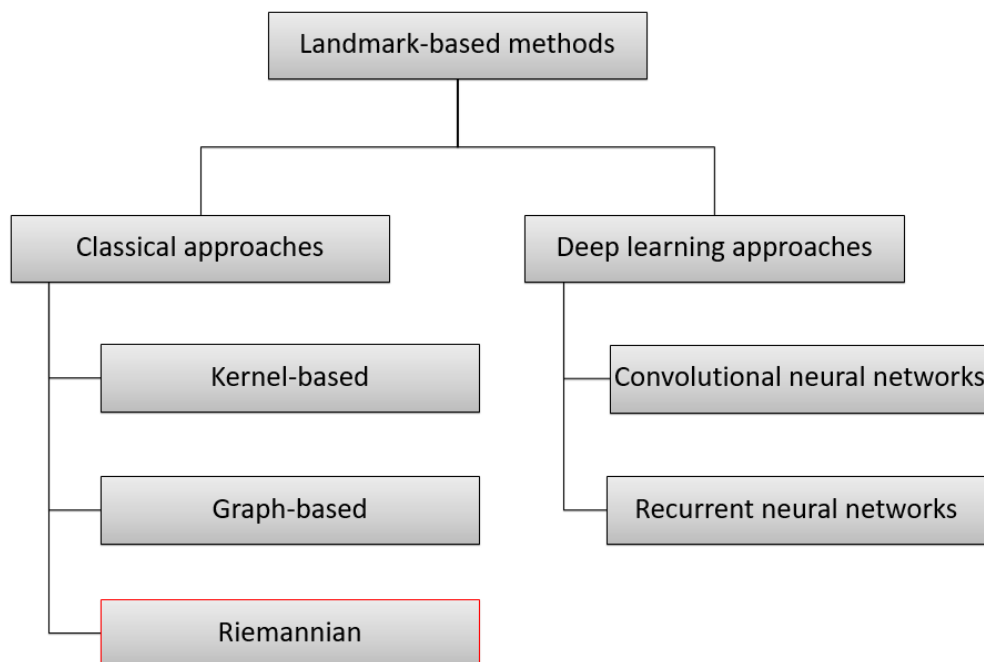 Landmark-based methods
Classical approaches
Kernel-based
Graph-based
Riemannian
Deep learning approaches
Convolutional neural networks
Recurrent neural networks